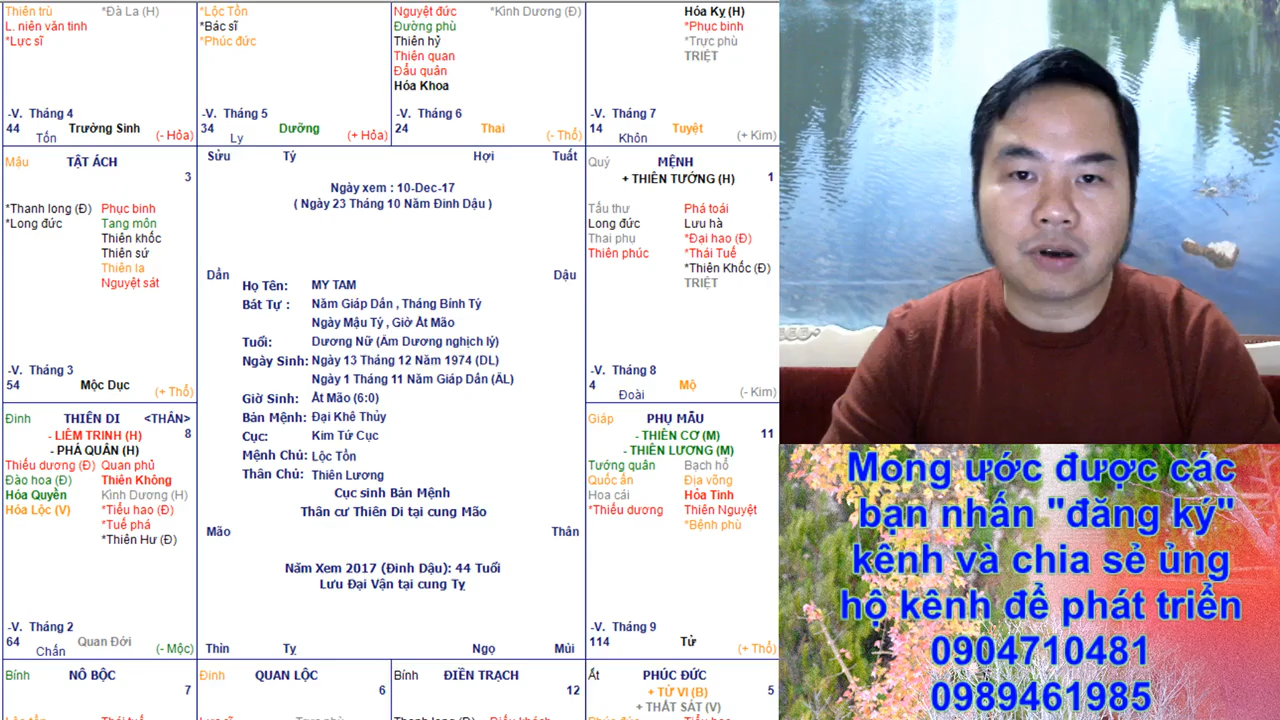 Thiên trù
*Đà La (H)
L. niên văn tinh
*Lực sĩ
-V. Tháng 4
44
Tốn
Trường Sinh
(- Hỏa)
*Lộc Tồn
*Bác sĩ
*Phúc đức
-V. Tháng 5
34
Ly
Dưỡng
(+ Hỏa)
Nguyệt đức
*Kình Dương (Đ)
Đường phù
Thiên hỷ
Thiên quan
Đẩu quân
Hóa Khoa
-V. Tháng 6
24
Thai
(- Thổ)
Hóa Kỵ (H)
*Phục binh
*Trực phù
TRIỆT
-V. Tháng 7
14
Khôn
Tuyệt
(+ Kim)
Mậu
TẬT ÁCH
3
*Thanh long (Đ)
Phục binh
*Long đức
Tang môn
Thiên khốc
Thiên sứ
Thiên la
Nguyệt sát
-V. Tháng 3
54
Mộc Dục
(+ Thổ)
Sửu
Tý
Hợi
Tuất
Ngày xem : 10-Dec-17
( Ngày 23 Tháng 10 Năm Đinh Dậu )
Dần
Dậu
Họ Tên: MY TAM
Bát Tự : Năm Giáp Dần , Tháng Bính Tý
Ngày Mậu Tý , Giờ Ất Mão
Tuổi: Dương Nữ (Âm Dương nghịch lý)
Ngày Sinh: Ngày 13 Tháng 12 Năm 1974 (DL)
Ngày 1 Tháng 11 Năm Giáp Dần (ÂL)
Giờ Sinh: Ất Mão (6:0)
Bản Mệnh: Đại Khê Thủy
Cục: Kim Tứ Cục
Mệnh Chủ: Lộc Tồn
Thân Chủ: Thiên Lương
Cục sinh Bản Mệnh
Thân cư Thiên Di tại cung Mão
Mão
Thân
Năm Xem 2017 (Đinh Dậu): 44 Tuổi
Lưu Đại Vận tại cung Tỵ
Thìn
Tỵ
Ngọ
Mùi
Quý
MỆNH
+ THIÊN TƯỚNG (H)
1
Tấu thư
Phá toái
Long đức
Lưu hà
Thai phụ
*Đại hao (Đ)
Thiên phúc
*Thái Tuế
*Thiên Khốc (Đ)
TRIỆT
-V. Tháng 8
4
Đoài
Mộ
(- Kim)
Đinh
THIÊN DI
<THÂN>
- LIÊM TRINH (H)
8
- PHÁ QUÂN (H)
Thiếu dương (Đ)
Quan phủ
Đào hoa (Đ)
Thiên Không
Hóa Quyền
Kình Dương (H)
Hóa Lộc (V)
*Tiểu hao (Đ)
*Tuế phá
*Thiên Hư (Đ)
-V. Tháng 2
64
Chấn
Quan Đới
(- Mộc)
Giáp
PHỤ MẪU
- THIÊN CƠ (M)
11
- THIÊN LƯƠNG (M)
Tướng quân
Bạch hổ
Quốc ấn
Địa võng
Hoa cái
Hỏa Tinh
*Thiếu dương
Thiên Nguyệt
*Bệnh phù
-V. Tháng 9
114
Tử
(+ Thổ)
Bính
NÔ BỘC
7
Đinh
QUAN LỘC
6
Bính
ĐIỀN TRẠCH
12
Ất
PHÚC ĐỨC
+ TỬ VI (B)
5
+ THẤT SÁT (V)
Mong ước được các
bạn nhấn "đăng ký"
kênh và chia sẻ ủng
hộ kênh để phát triển
0904710481
0989461985